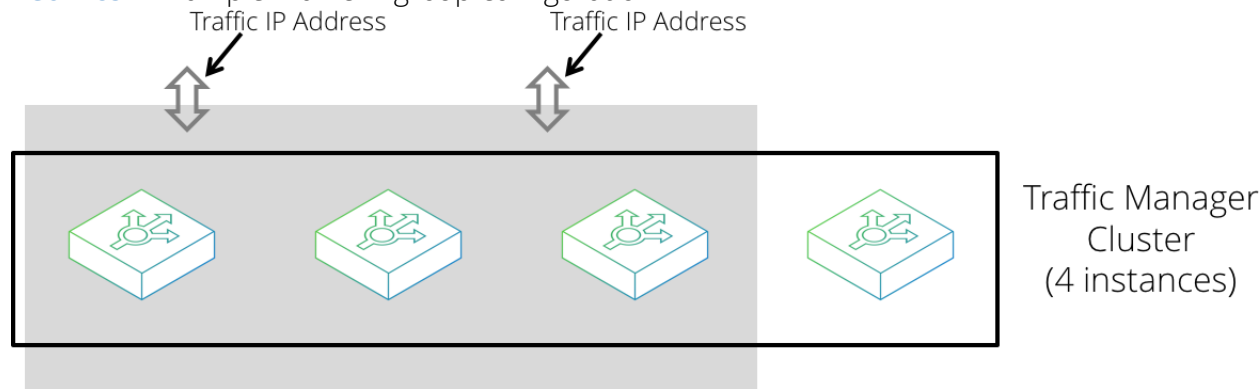 Traffic IP Address
Traffic IP Address
Traffic Manager
Cluster
(4 instances)